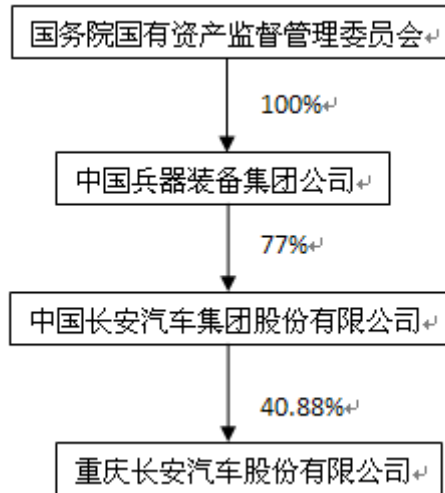 国务院国有资产监督管理委员会↵
100%↵
中国兵器装备集团公司↵
77%↵
中国长安汽车集团股份有限公司↵
40.88%↵
重庆长安汽车股份有限公司↵